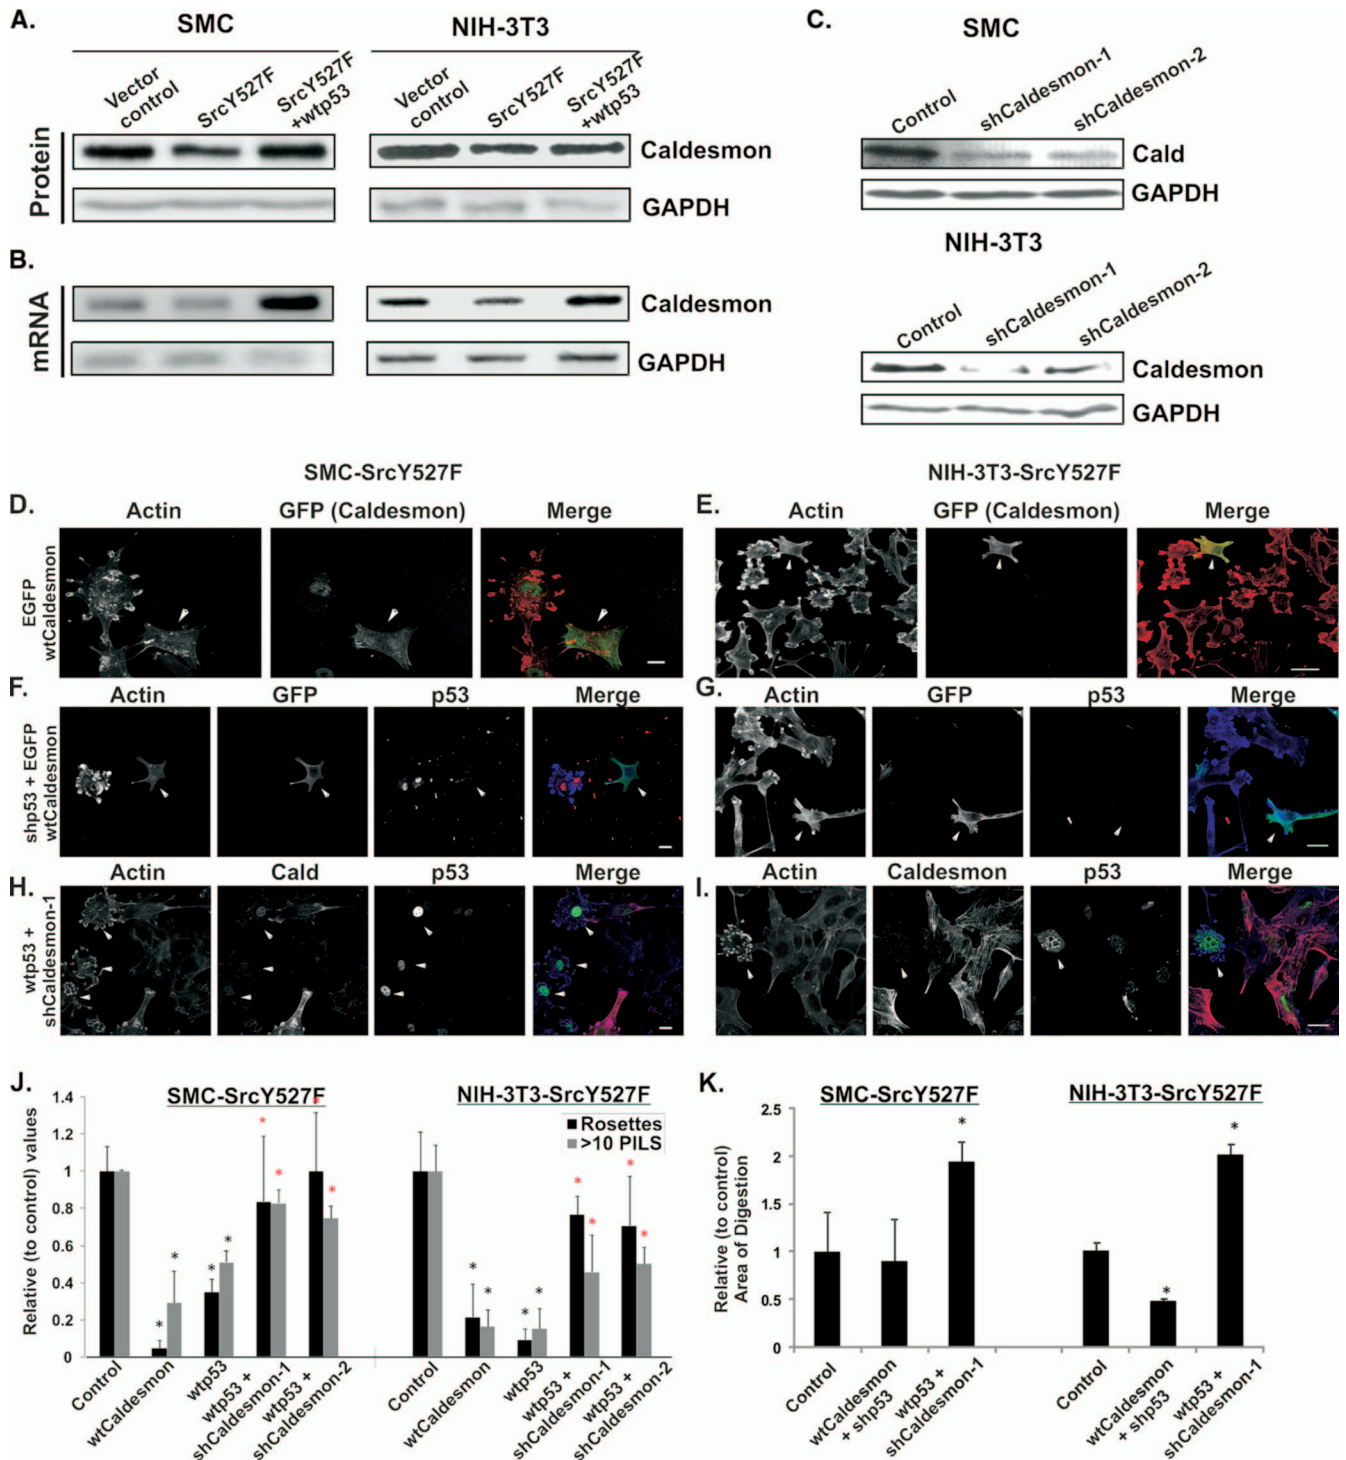 A.
SMC
NIH-3T3
Vector control
SrcY527F
SrcY527F +wtp53
Vector control
SrcY527F
SrcY527F +wtp53
Protein
Caldesmon
GAPDH
B.
mRNA
Caldesmon
GAPDH
C.
SMC
Control
shCaldesmon-1
shCaldesmon-2
Cald
GAPDH
NIH-3T3
Control
shCaldesmon-1
shCaldesmon-2
Caldesmon
GAPDH
SMC-SrcY527F
NIH-3T3-SrcY527F
D.
Actin
GFP (Caldesmon)
Merge
EGFP
wtCaldesmon
E.
Actin
GFP (Caldesmon)
Merge
F.
Actin
GFP
p53
Merge
shp53 + EGFP
wtCaldesmon
G.
Actin
GFP
p53
Merge
H.
Actin
Cald
p53
Merge
wtp53 +
shCaldesmon-1
I.
Actin
Caldesmon
p53
Merge
J.
SMC-SrcY527F
NIH-3T3-SrcY527F
Rosettes
>10 PILS
Relative (to control) values
1.4
1.2
1
0.8
0.6
0.4
0.2
0
* * * * * * * *
* * * * * * * *
Control
wtCaldesmon
wtp53
wtp53 +
shCaldesmon-1
wtp53 +
shCaldesmon-2
Control
wtCaldesmon
wtp53
wtp53 +
shCaldesmon-1
wtp53 +
shCaldesmon-2
K.
SMC-SrcY527F
NIH-3T3-SrcY527F
Relative (to control)
Area of Digestion
2.5
2
1.5
1
0.5
0
*
* *
Control
wtCaldesmon
+ shp53
wtp53 +
shCaldesmon-1
Control
wtCaldesmon
+ shp53
wtp53 +
shCaldesmon-1